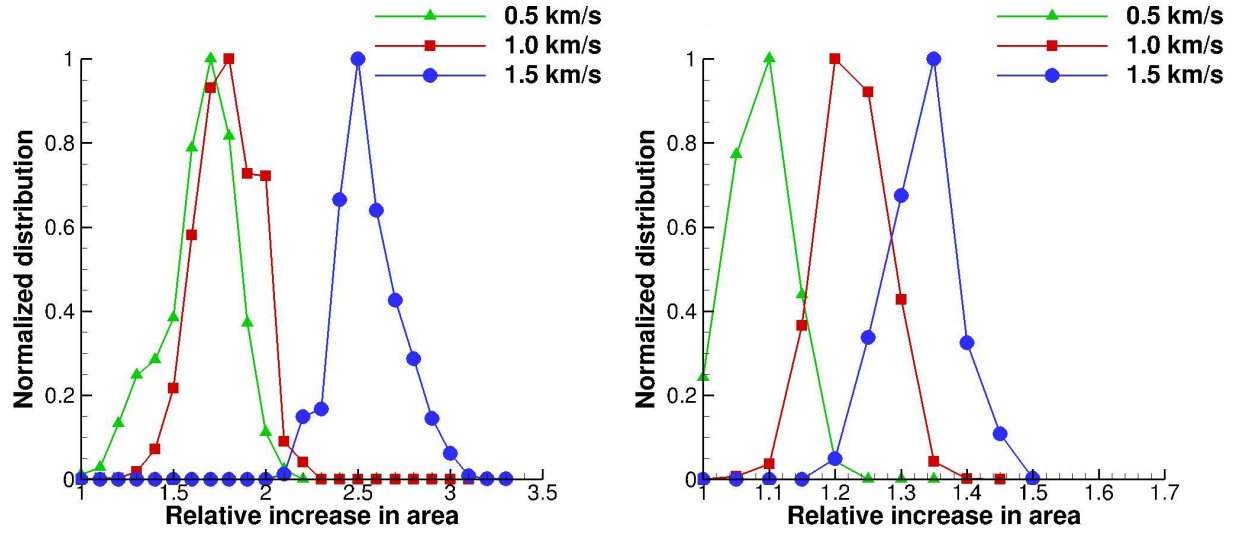 0.5 km/s
1.0 km/s
1.5 km/s
1
0.8
0.6
0.4
0.2
0
Normalized distribution
1 1.5 2 2.5 3 3.5
Relative increase in area
0.5 km/s
1.0 km/s
1.5 km/s
1
0.8
0.6
0.4
0.2
0
Normalized distribution
1 1.1 1.2 1.3 1.4 1.5 1.6 1.7
Relative increase in area